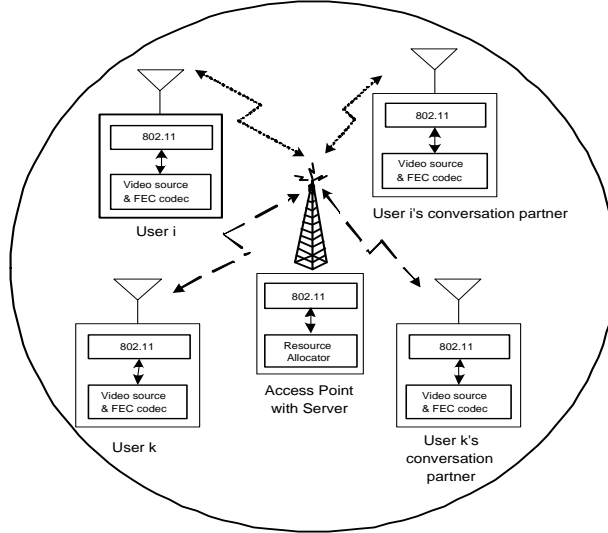 802.11
Video source
& FEC codec
User i
802.11
Video source
& FEC codec
User i's conversation partner
802.11
Video source
& FEC codec
User k
802.11
Resource
Allocator
Access Point
with Server
802.11
Video source
& FEC codec
User k's
conversation
partner